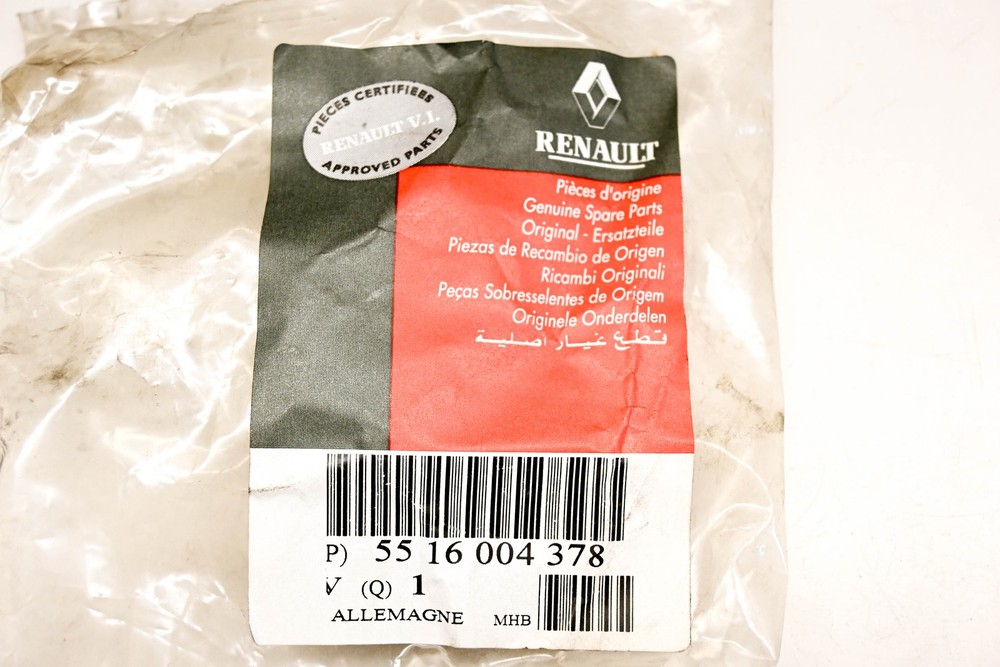 PIECES CERTIFIEES
RENAULT V.I.
APPROVED PARTS
RENAULT
Pièces d'origine
Genuine Spare Parts
Original - Ersatzteile
Piezas de Recambio de Origen
Ricambi Originali
Peças Sobresselentes de Origem
Originele Onderdelen
قطع غيار اصلية
P) 55 16 004 378
V (Q) 1
ALLEMAGNE MHB